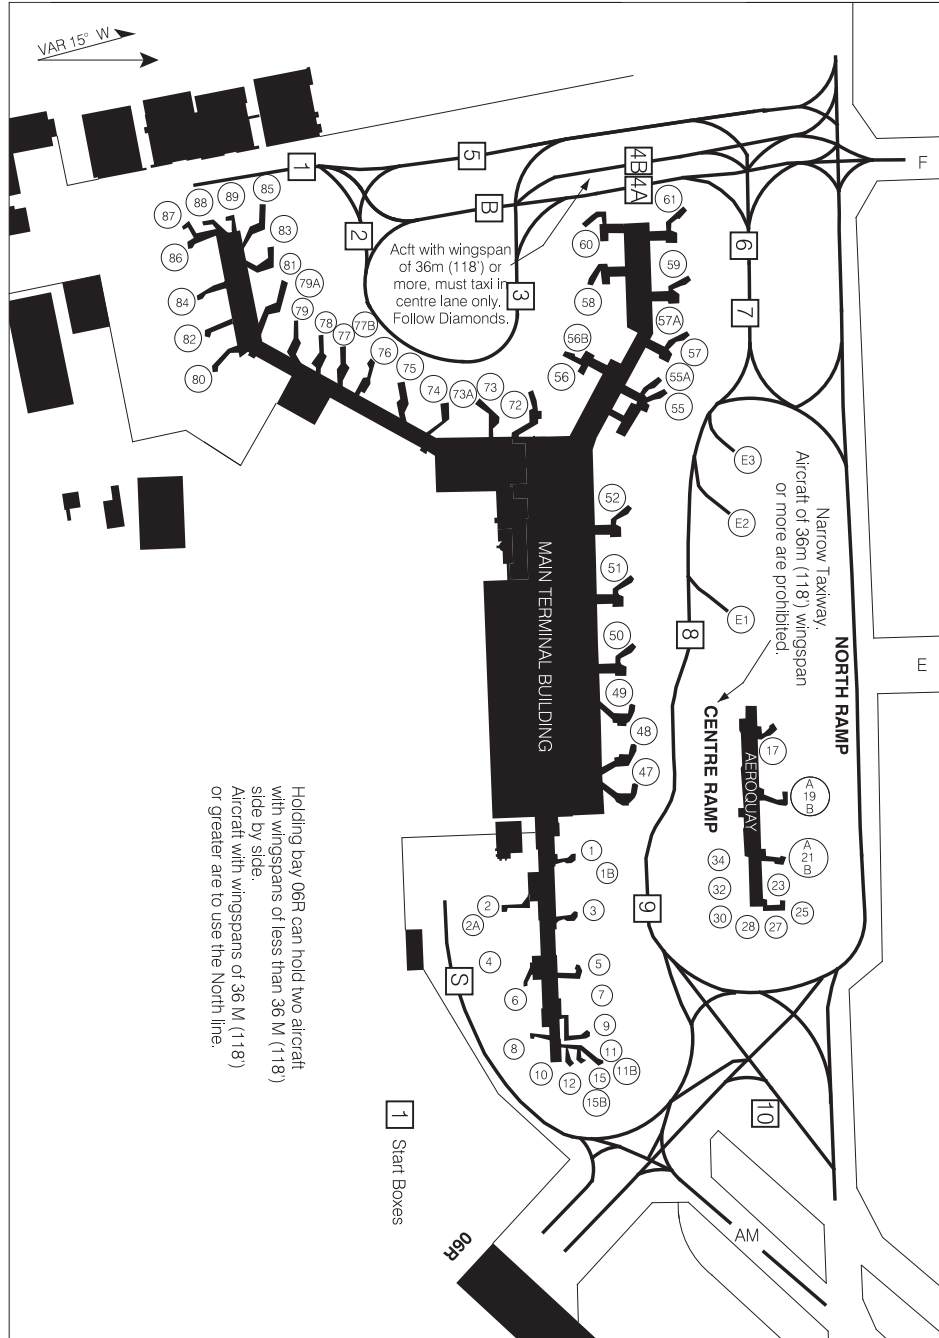 VAR 15° W
1
5
4B
4A
F
B
2
3
6
7
61
60
59
58
57A
57
56B
56
55A
55
85
89
88
87
86
83
81
79A
84
79
78
77
77B
82
76
80
75
74
73A
73
72
Acft with wingspan
of 36m (118') or
more, must taxi in
centre lane only.
Follow Diamonds.
E3
E2
E1
Narrow Taxiway.
Aircraft of 36m (118') wingspan
or more are prohibited.
52
51
50
49
48
47
MAIN TERMINAL BUILDING
8
NORTH RAMP
E
CENTRE RAMP
AEROQUAY
17
A
19
B
A
21
B
34
32
30
28
27
25
23
9
1
1B
2
2A
3
4
5
6
7
8
9
10
11
11B
12
15
15B
S
10
Holding bay 06R can hold two aircraft
with wingspans of less than 36 M (118')
side by side.
Aircraft with wingspans of 36 M (118')
or greater are to use the North line.
1
Start Boxes
06R
AM